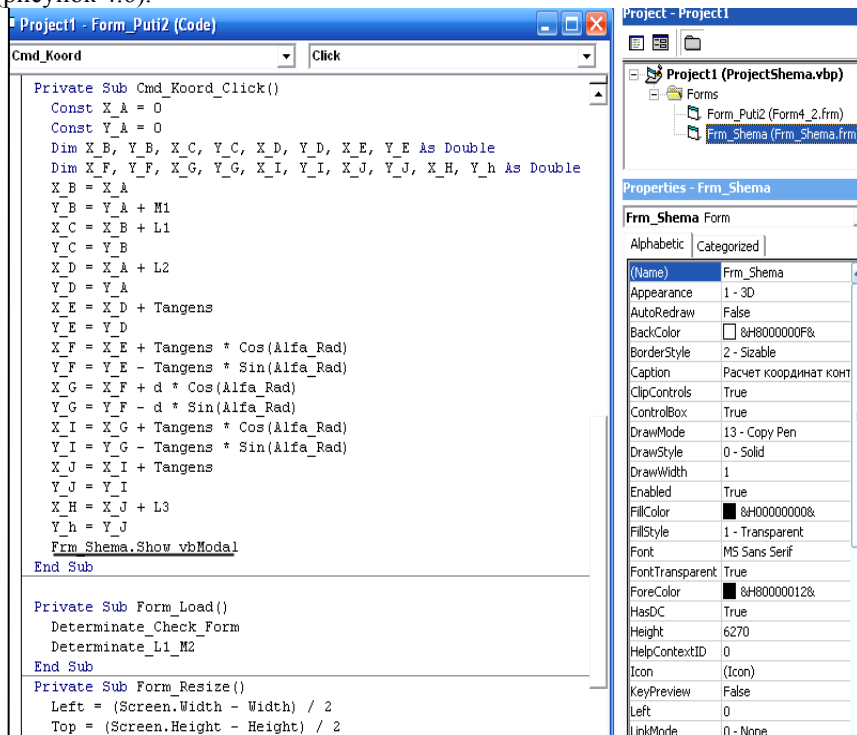 (рисунок 4.6).
Project1 - Form_Puti2 (Code)
Cmd_Koord Click
Private Sub Cmd_Koord_Click()
Const X_A = 0
Const Y_A = 0
Dim X_B, Y_B, X_C, Y_C, X_D, Y_D, X_E, Y_E As Double
Dim X_F, Y_F, X_G, Y_G, X_I, Y_I, X_J, Y_J, X_H, Y_h As Double
X_B = X_A
Y_B = Y_A + M1
X_C = X_B + L1
Y_C = Y_B
X_D = X_A + L2
Y_D = Y_A
X_E = X_D + Tangens
Y_E = Y_D
X_F = X_E + Tangens * Cos(Alfa_Rad)
Y_F = Y_E - Tangens * Sin(Alfa_Rad)
X_G = X_F + d * Cos(Alfa_Rad)
Y_G = Y_F - d * Sin(Alfa_Rad)
X_I = X_G + Tangens * Cos(Alfa_Rad)
Y_I = Y_G - Tangens * Sin(Alfa_Rad)
X_J = X_I + Tangens
Y_J = Y_I
X_H = X_J + L3
Y_h = Y_J
Frm_Shema.Show vbModal
End Sub
Private Sub Form_Load()
Determinate_Check_Form
Determinate_L1_M2
End Sub
Private Sub Form_Resize()
Left = (Screen.Width - Width) / 2
Top = (Screen.Height - Height) / 2
Project - Project1
Project1 (ProjectShema.vbp)
Forms
Form_Puti2 (Form4_2.frm)
Frm_Shema (Frm_Shema.frm
Properties - Frm_Shema
Frm_Shema Form
Alphabetic Categorized
(Name) Frm_Shema
Appearance 1 - 3D
AutoRedraw False
BackColor &H8000000F&
BorderStyle 2 - Sizable
Caption Расчет координат конт
ClipControls True
ControlBox True
DrawMode 13 - Copy Pen
DrawStyle 0 - Solid
DrawWidth 1
Enabled True
FillColor &H00000000&
FillStyle 1 - Transparent
Font MS Sans Serif
FontTransparent True
ForeColor &H80000012&
HasDC True
Height 6270
HelpContextID 0
Icon (Icon)
KeyPreview False
Left 0
LinkMode 0 - None